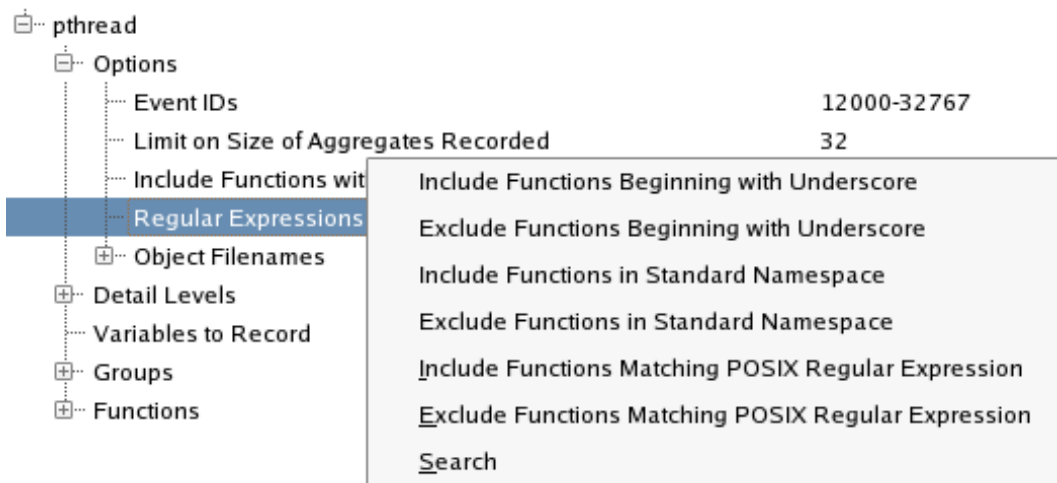 pthread
Options
Event IDs 12000-32767
Limit on Size of Aggregates Recorded 32
Include Functions wit
Regular Expressions
Object Filenames
Detail Levels
Variables to Record
Groups
Functions
Include Functions Beginning with Underscore
Exclude Functions Beginning with Underscore
Include Functions in Standard Namespace
Exclude Functions in Standard Namespace
Include Functions Matching POSIX Regular Expression
Exclude Functions Matching POSIX Regular Expression
Search